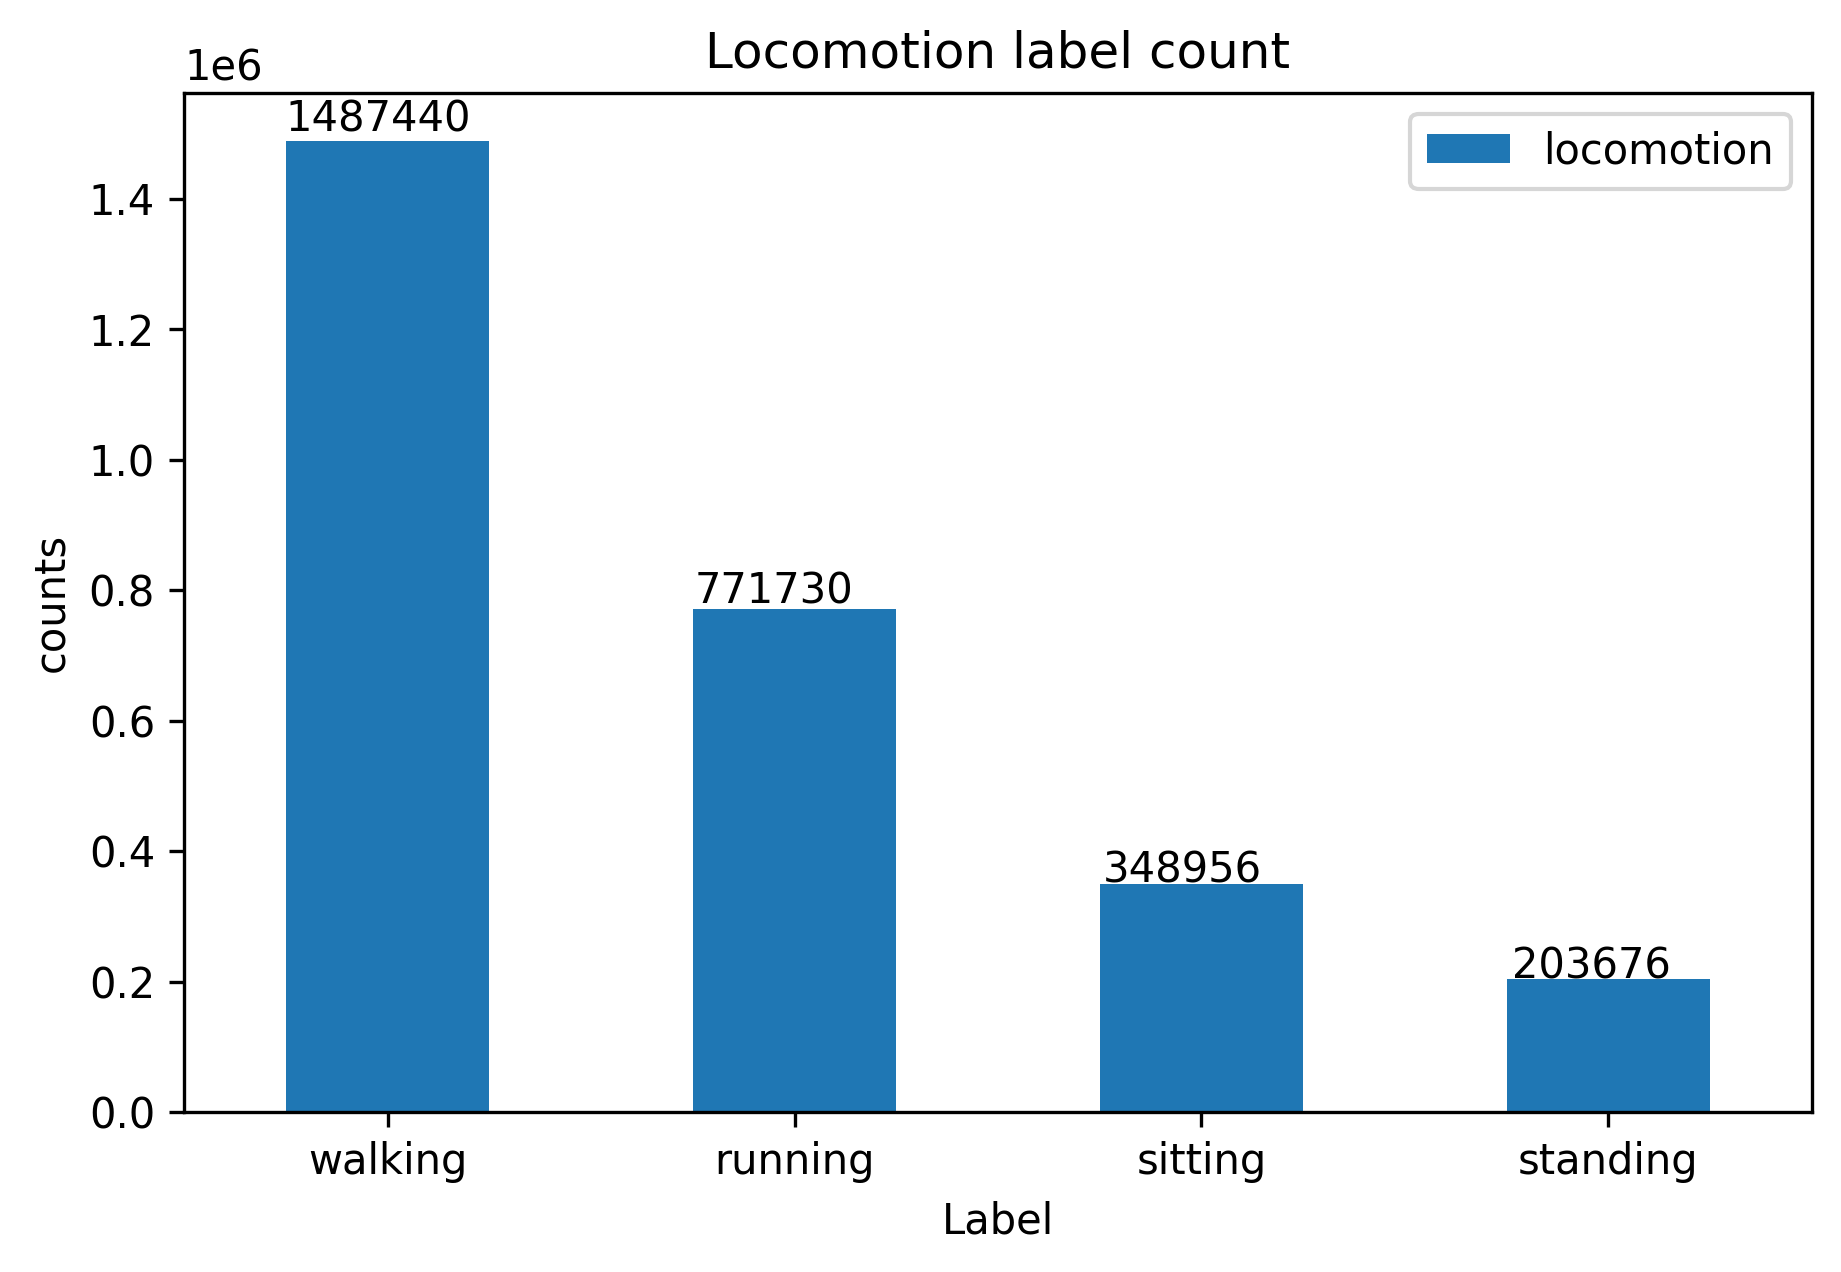 Locomotion label count
1e6
locomotion
1487440
771730
348956
203676
counts
1.4
1.2
1.0
0.8
0.6
0.4
0.2
0.0
walking
running
sitting
standing
Label